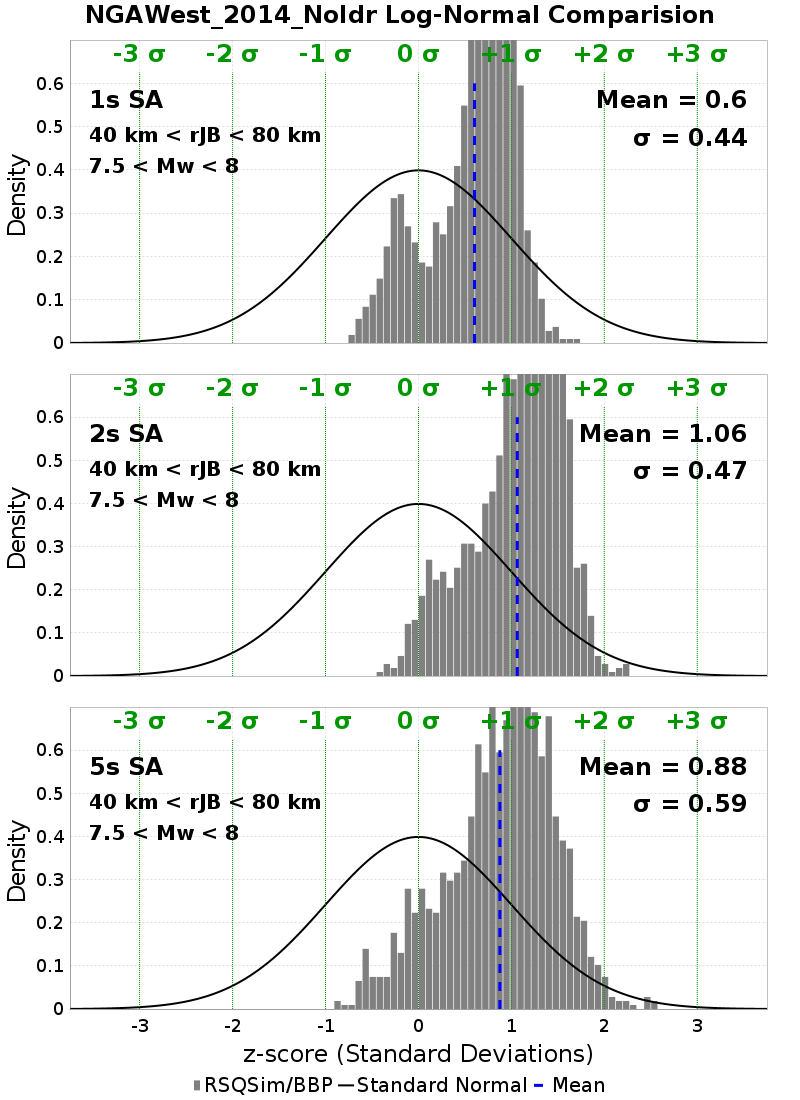 NGAWest_2014_NoIdr Log-Normal Comparision
-3 σ -2 σ -1 σ 0 σ +1 σ +2 σ +3 σ
1s SA
Mean = 0.6
40 km < rJB < 80 km
σ = 0.44
7.5 < Mw < 8
0.6
0.5
0.4
0.3
0.2
0.1
0
Density
-3 σ -2 σ -1 σ 0 σ +1 σ +2 σ +3 σ
2s SA
Mean = 1.06
40 km < rJB < 80 km
σ = 0.47
7.5 < Mw < 8
0.6
0.5
0.4
0.3
0.2
0.1
0
Density
-3 σ -2 σ -1 σ 0 σ +1 σ +2 σ +3 σ
5s SA
Mean = 0.88
40 km < rJB < 80 km
σ = 0.59
7.5 < Mw < 8
0.6
0.5
0.4
0.3
0.2
0.1
0
Density
-3 -2 -1 0 1 2 3
z-score (Standard Deviations)
RSQSim/BBP Standard Normal Mean